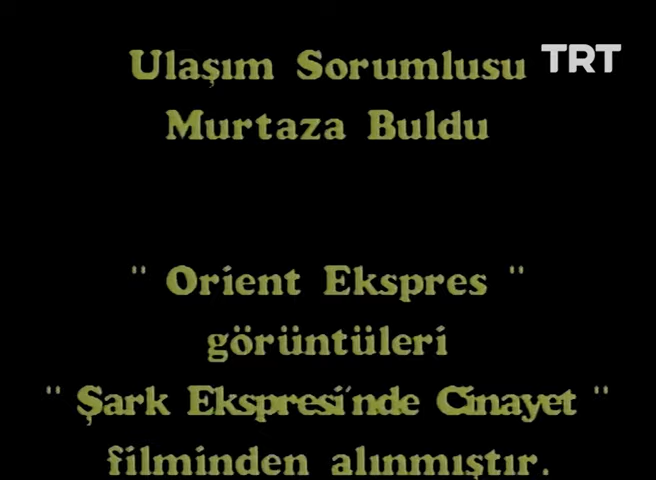 Ulaşım Sorumlusu
TRT
Murtaza Buldu
" Orient Ekspres "
görüntüleri
" Şark Ekspresi'nde Cinayet "
filminden alınmıştır.